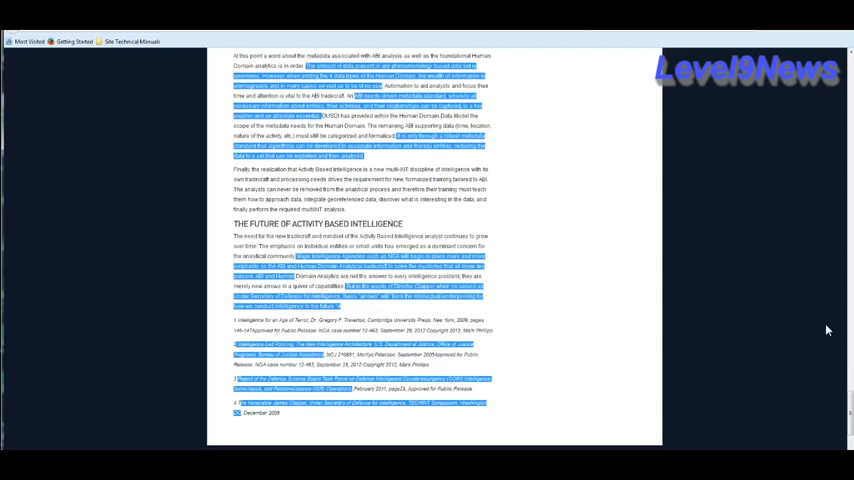 Most Visited Getting Started Site Technical Manuals
Level9News
At this point a word about the metadata associated with ABI analysis as well as the foundational Human
Domain analytics is in order. The amount of data present in any phenomenology based data set is
enormous. However when adding the 4 data types of the Human Domain, the wealth of information is
unimaginable and in many cases so vast as to be of no use. Automation to aid analysts and focus their
time and attention is vital to the ABI tradecraft. An ABI needs-driven metadata standard, whereby all
necessary information about entities, their activities, and their relationships can be captured, is a key
enabler and an absolute essential. OUSDI has provided within the Human Domain Data Model the
scope of the metadata needs for the Human Domain. The remaining ABI supporting data (time, location,
nature of the activity, etc.) must still be categorized and formalized. It is only through a robust metadata
standard that algorithms can be developed to associate information and thereby entities, reducing the
data to a set that can be exploited and then analyzed.
Finally, the realization that Activity Based Intelligence is a new multi-INT discipline of intelligence with its
own tradecraft and processing needs drives the requirement for new, formalized training tailored to ABI.
The analysts can never be removed from the analytical process and therefore their training must teach
them how to approach data, integrate georeferenced data, discover what is interesting in the data, and
finally perform the required multiINT analysis.
THE FUTURE OF ACTIVITY BASED INTELLIGENCE
The need for the new tradecraft and mindset of the Activity Based Intelligence analyst continues to grow
over time. The emphasis on individual entities or small units has emerged as a dominant concern for
the analytical community. Major Intelligence Agencies such as NGA will begin to place more and more
emphasis on the ABI and Human Domain Analytical tradecraft to solve the mysteries that all know are
present. ABI and Human Domain Analytics are not the answer to every intelligence problem; they are
merely new arrows in a quiver of capabilities. But in the words of Director Clapper when he served as
Under Secretary of Defense for Intelligence, these "arrows" will "form the intellectual underpinning for
how we conduct intelligence in the future."4
1 Intelligence for an Age of Terror, Dr. Gregory F. Treverton, Cambridge University Press; New York, 2009, pages
146-147Approved for Public Release: NGA case number 12-463, September 26, 2012 Copyright 2012, Mark Phillips
2 Intelligence-Led Policing: The New Intelligence Architecture, U.S. Department of Justice, Office of Justice
Programs, Bureau of Justice Assistance, NCJ 210681, Marilyn Peterson, September 2005Approved for Public
Release: NGA case number 12-463, September 26, 2012 Copyright 2012, Mark Phillips
3 Report of the Defense Science Board Task Force on Defense Intelligence Counterinsurgency (COIN) Intelligence,
Surveillance, and Reconnaissance (ISR) Operations, February 2011, page28, Approved for Public Release
4 The Honorable James Clapper, Under Secretary of Defense for Intelligence, TECHINT Symposium, Washington
DC, December 2009